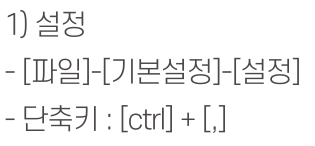 1) 설정
- [파일]-[기본설정]-[설정]
- 단축키 : [ctrl] + [,]